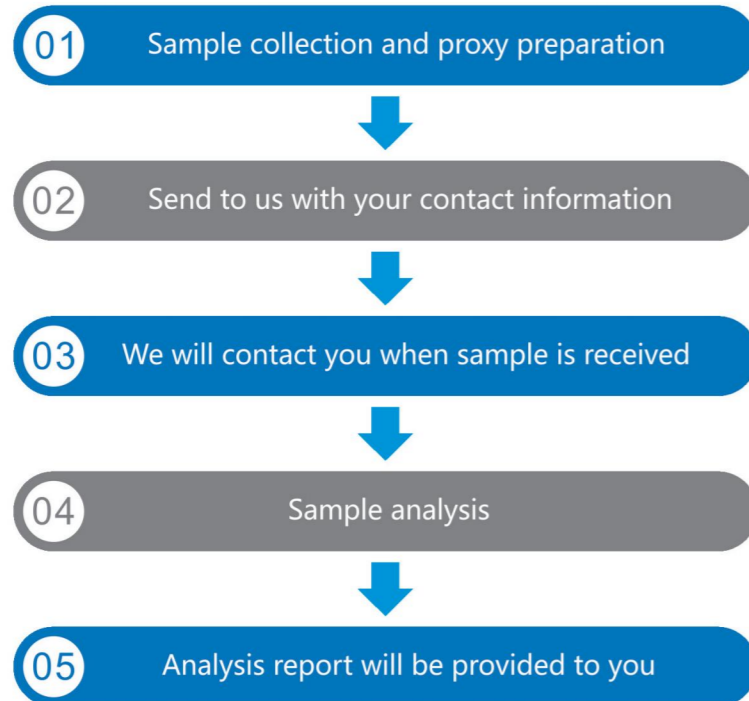 01 Sample collection and proxy preparation
02 Send to us with your contact information
03 We will contact you when sample is received
04 Sample analysis
05 Analysis report will be provided to you